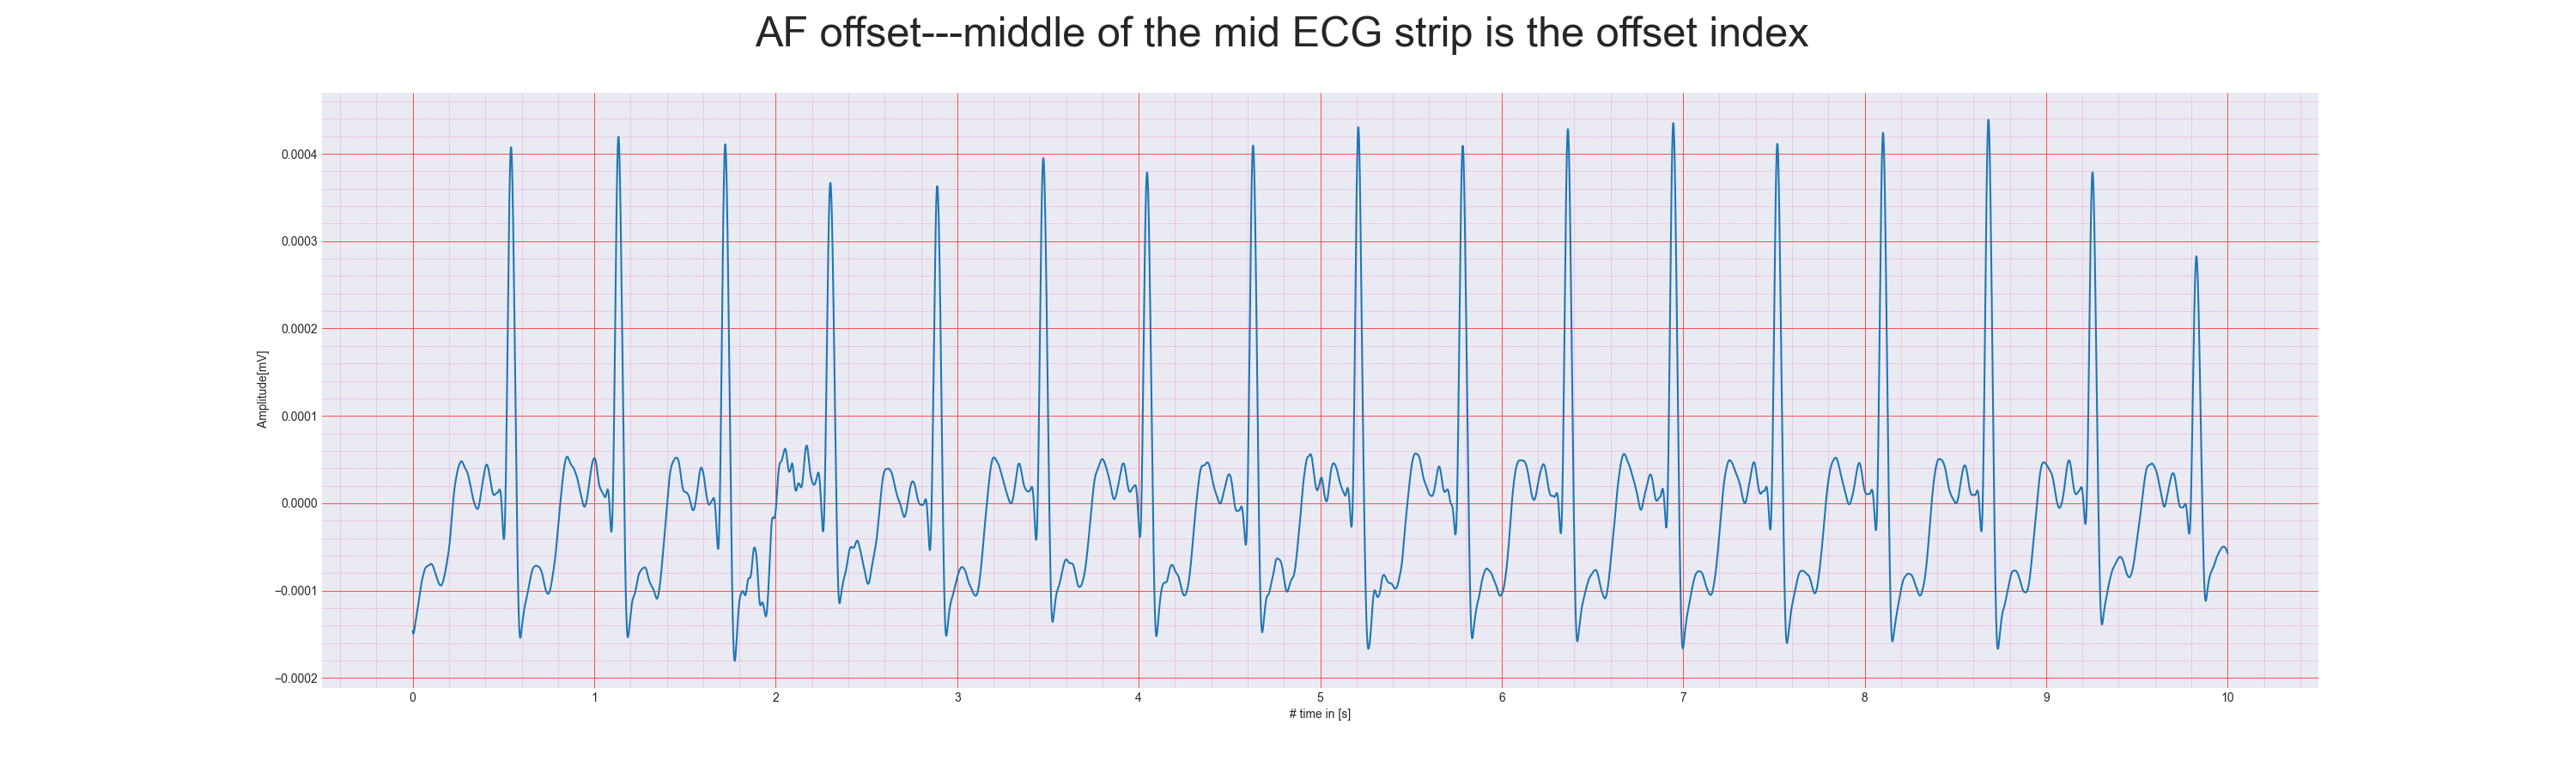 AF offset---middle of the mid ECG strip is the offset index
Amplitude[mV]
0.0004
0.0003
0.0002
0.0001
0.0000
−0.0001
−0.0002
0 1 2 3 4 5 6 7 8 9 10
# time in [s]